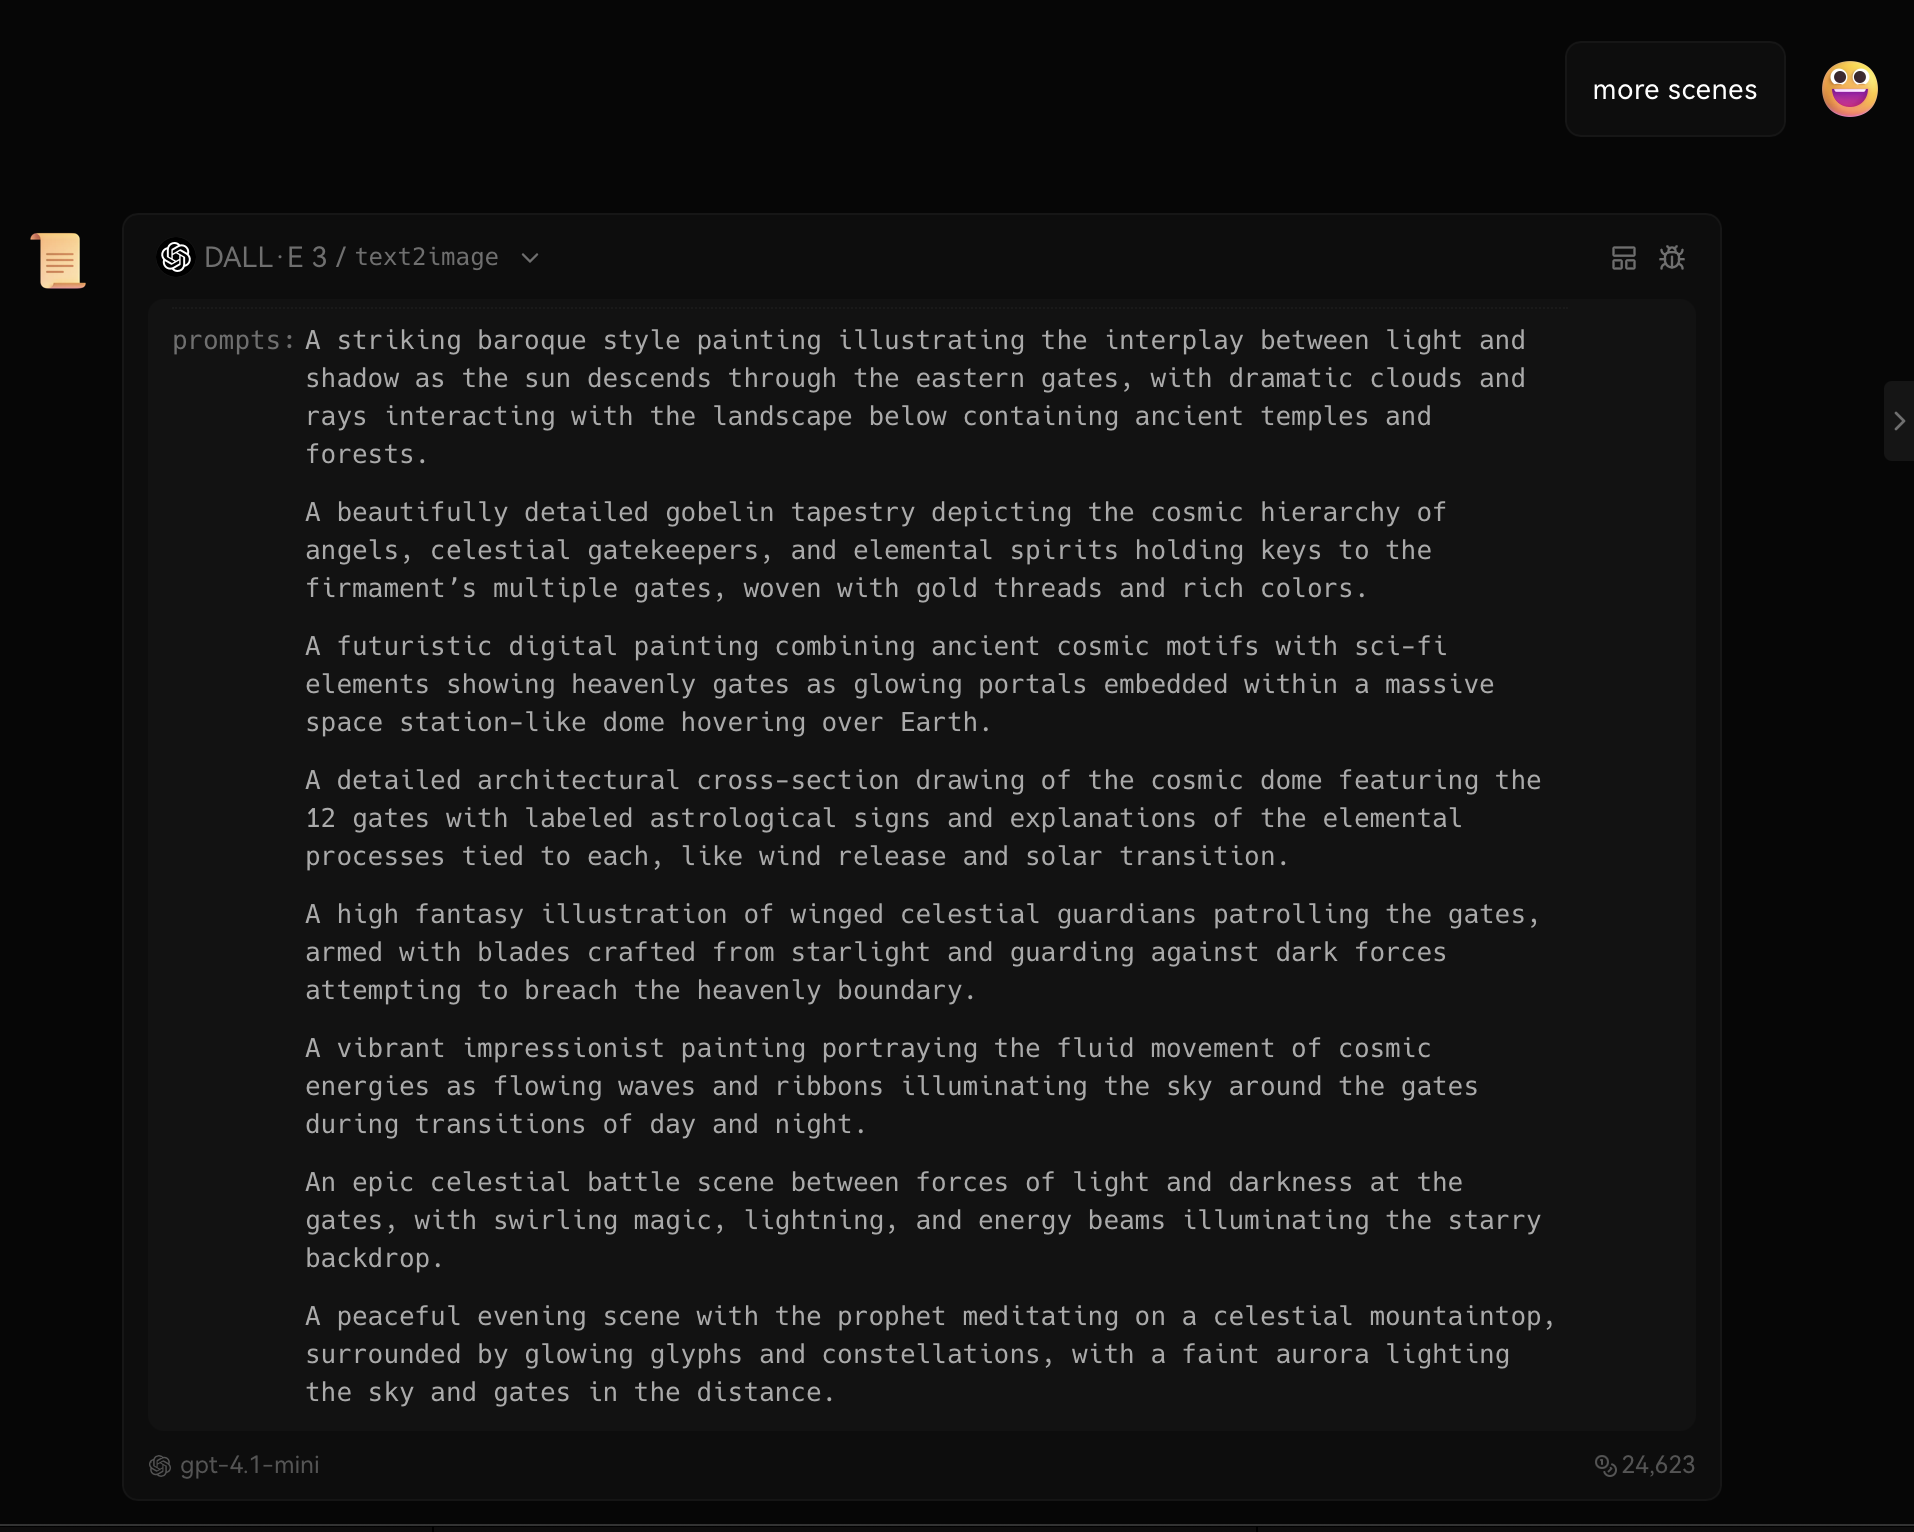 more scenes
DALL·E 3 / text2image
prompts: A striking baroque style painting illustrating the interplay between light and
shadow as the sun descends through the eastern gates, with dramatic clouds and
rays interacting with the landscape below containing ancient temples and
forests.
A beautifully detailed gobelin tapestry depicting the cosmic hierarchy of
angels, celestial gatekeepers, and elemental spirits holding keys to the
firmament’s multiple gates, woven with gold threads and rich colors.
A futuristic digital painting combining ancient cosmic motifs with sci-fi
elements showing heavenly gates as glowing portals embedded within a massive
space station-like dome hovering over Earth.
A detailed architectural cross-section drawing of the cosmic dome featuring the
12 gates with labeled astrological signs and explanations of the elemental
processes tied to each, like wind release and solar transition.
A high fantasy illustration of winged celestial guardians patrolling the gates,
armed with blades crafted from starlight and guarding against dark forces
attempting to breach the heavenly boundary.
A vibrant impressionist painting portraying the fluid movement of cosmic
energies as flowing waves and ribbons illuminating the sky around the gates
during transitions of day and night.
An epic celestial battle scene between forces of light and darkness at the
gates, with swirling magic, lightning, and energy beams illuminating the starry
backdrop.
A peaceful evening scene with the prophet meditating on a celestial mountaintop,
surrounded by glowing glyphs and constellations, with a faint aurora lighting
the sky and gates in the distance.
gpt-4.1-mini
24,623